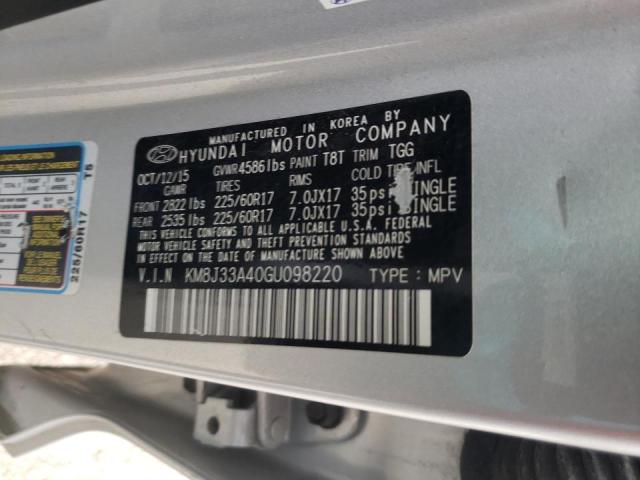 MANUFACTURED IN KOREA BY
HYUNDAI MOTOR COMPANY
OCT/12/15 GVWR 4586lbs PAINT T8T TRIM TGG
GAWR TIRES RIMS COLD TIRE INFL
FRONT 2822 lbs 225/60R17 7.0JX17 35psi SINGLE
REAR 2535 lbs 225/60R17 7.0JX17 35psi SINGLE
THIS VEHICLE CONFORMS TO ALL APPLICABLE U.S.A. FEDERAL
MOTOR VEHICLE SAFETY, BUMPER, AND THEFT PREVENTION STANDARDS
IN EFFECT ON THE DATE OF MANUFACTURE SHOWN ABOVE.
V.I.N KM8J33A40GU098220 TYPE : MPV
225/60R17 T5